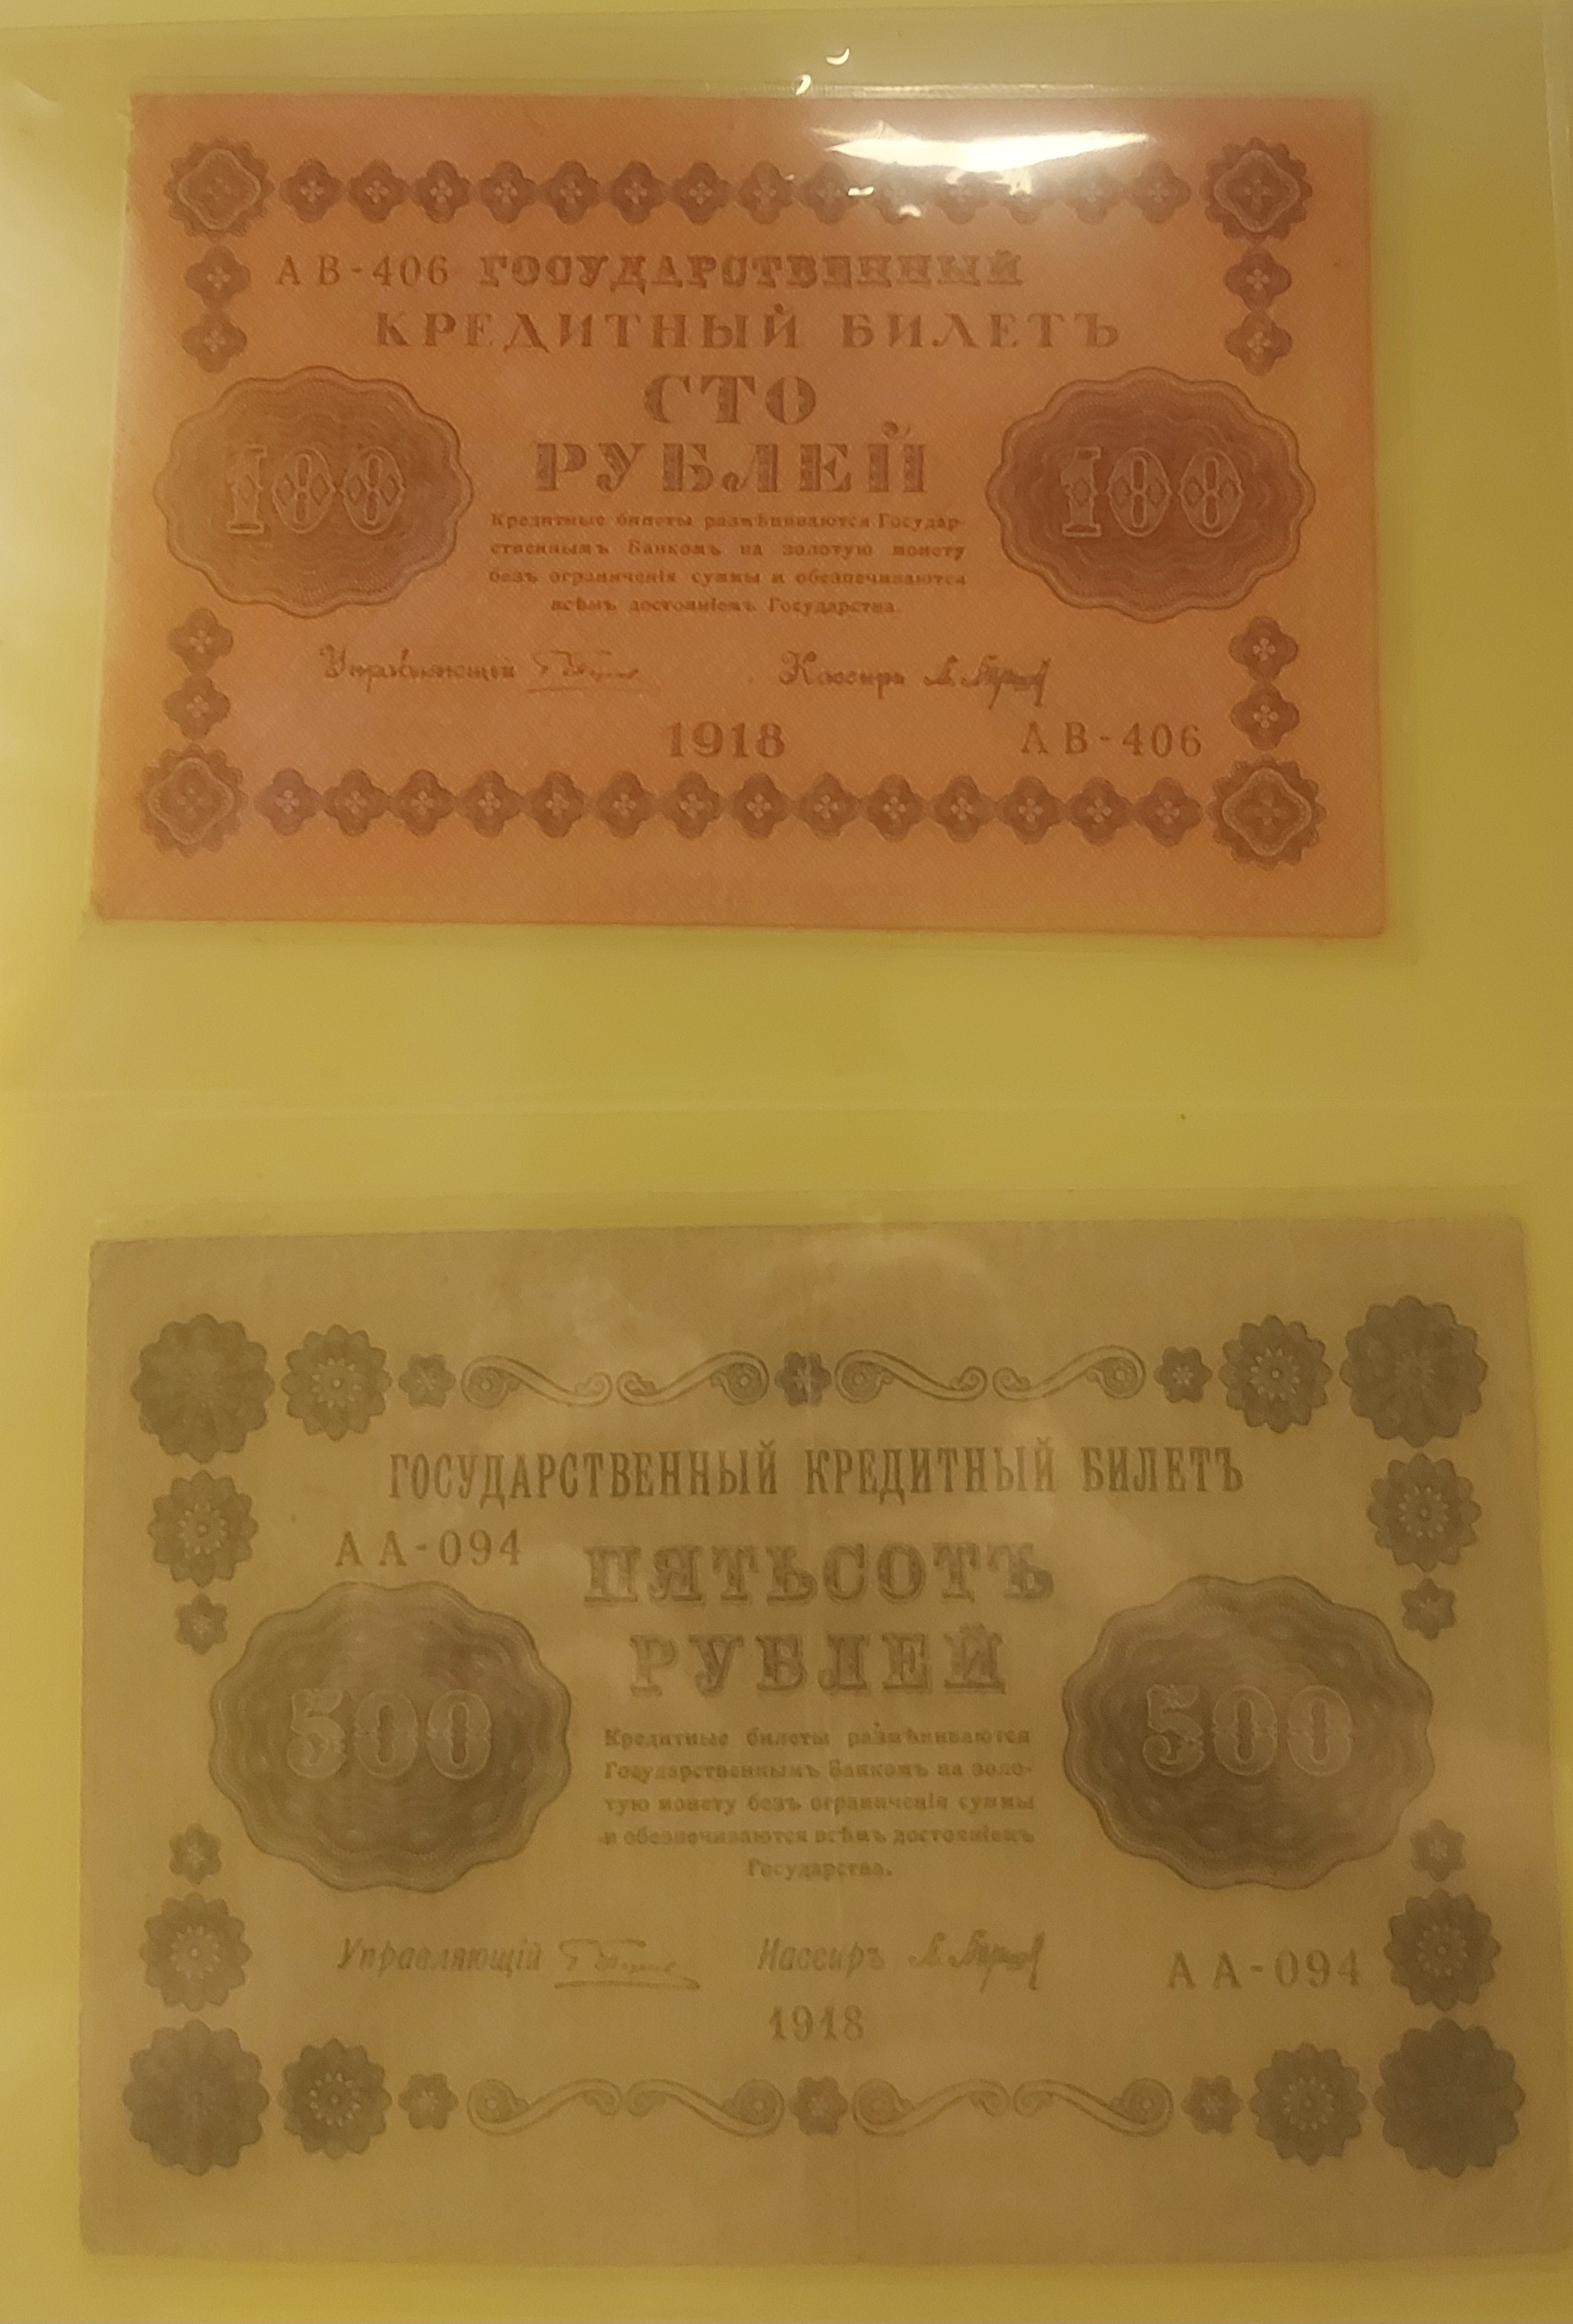 АВ-406 ГОСУДАРСТВЕННЫЙ
КРЕДИТНЫЙ БИЛЕТЪ
СТО
РУБЛЕЙ
100 100
Кредитные билеты размѣниваются Государ-
ственнымъ Банкомъ на золотую монету
безъ ограниченія суммы и обезпечиваются
всѣмъ достояніемъ Государства.
Управляющій Кассиръ
1918 АВ-406
ГОСУДАРСТВЕННЫЙ КРЕДИТНЫЙ БИЛЕТЪ
АА-094
ПЯТЬСОТЪ
РУБЛЕЙ
500 500
Кредитные билеты размѣниваются
Государственнымъ Банкомъ на золо-
тую монету безъ ограниченія суммы
и обезпечиваются всѣмъ достояніемъ
Государства.
Управляющій Кассиръ АА-094
1918